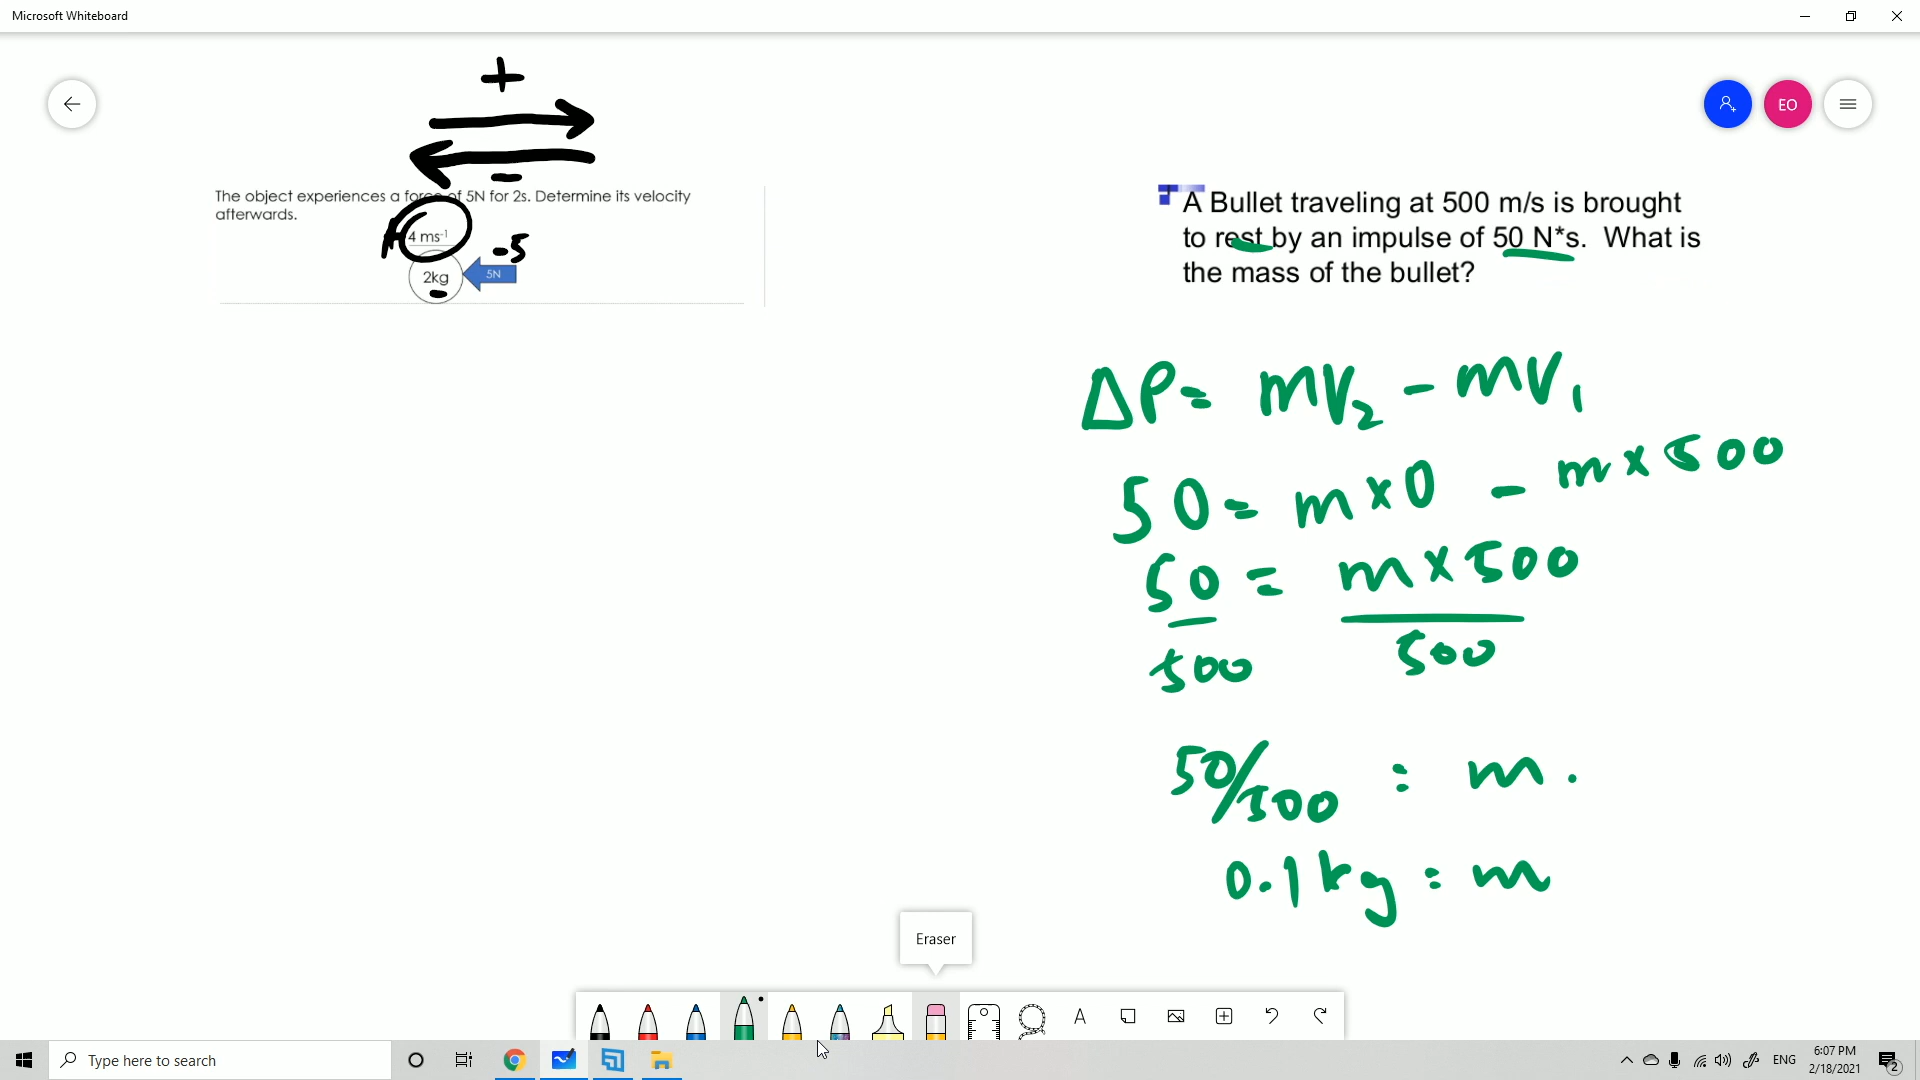 Microsoft Whiteboard
+
EO
−
The object experiences a force of 5N for 2s. Determine its velocity
afterwards.
4 ms⁻¹
-5
2kg
5N
A Bullet traveling at 500 m/s is brought
to rest by an impulse of 50 N*s. What is
the mass of the bullet?
ΔP = mV₂ - mV₁
50 = m×0 - m×500
50 = m×500
500 500
50/500 = m.
0.1kg = m
Eraser
A
Type here to search
ENG
6:07 PM
2/18/2021
2